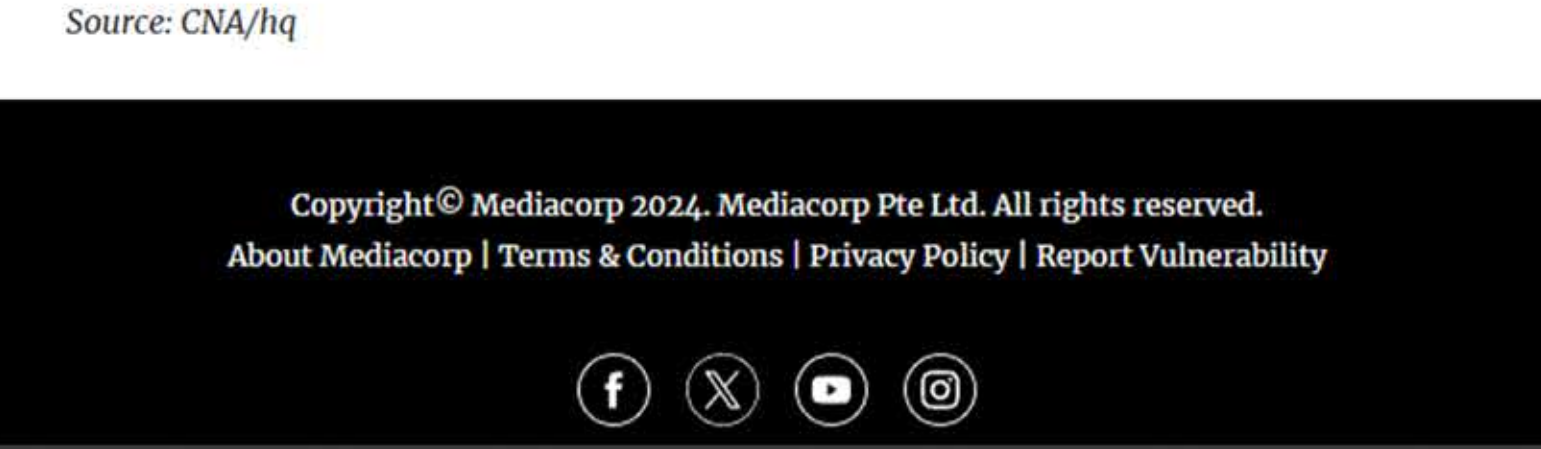 Source: CNA/hq
Copyright© Mediacorp 2024. Mediacorp Pte Ltd. All rights reserved.
About Mediacorp | Terms & Conditions | Privacy Policy | Report Vulnerability